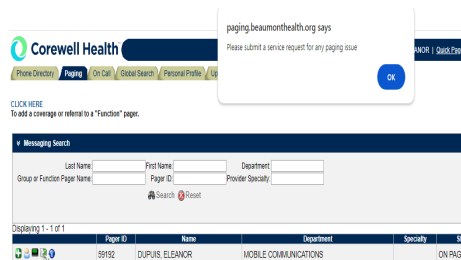 paging.beaumonthealth.org says
Please submit a service request for any paging issue
OK
Corewell Health
ANOR | Quick Pag
Phone Directory Paging On Call Global Search Personal Profile Up
CLICK HERE
To add a coverage or referral to a "Function" pager.
Messaging Search
Last Name: First Name: Department:
Group or Function Pager Name: Pager ID: Provider Specialty:
Search Reset
Displaying 1 - 1 of 1
Pager ID Name Department Specialty S
59192 DUPUIS, ELEANOR MOBILE COMMUNICATIONS ON PAG